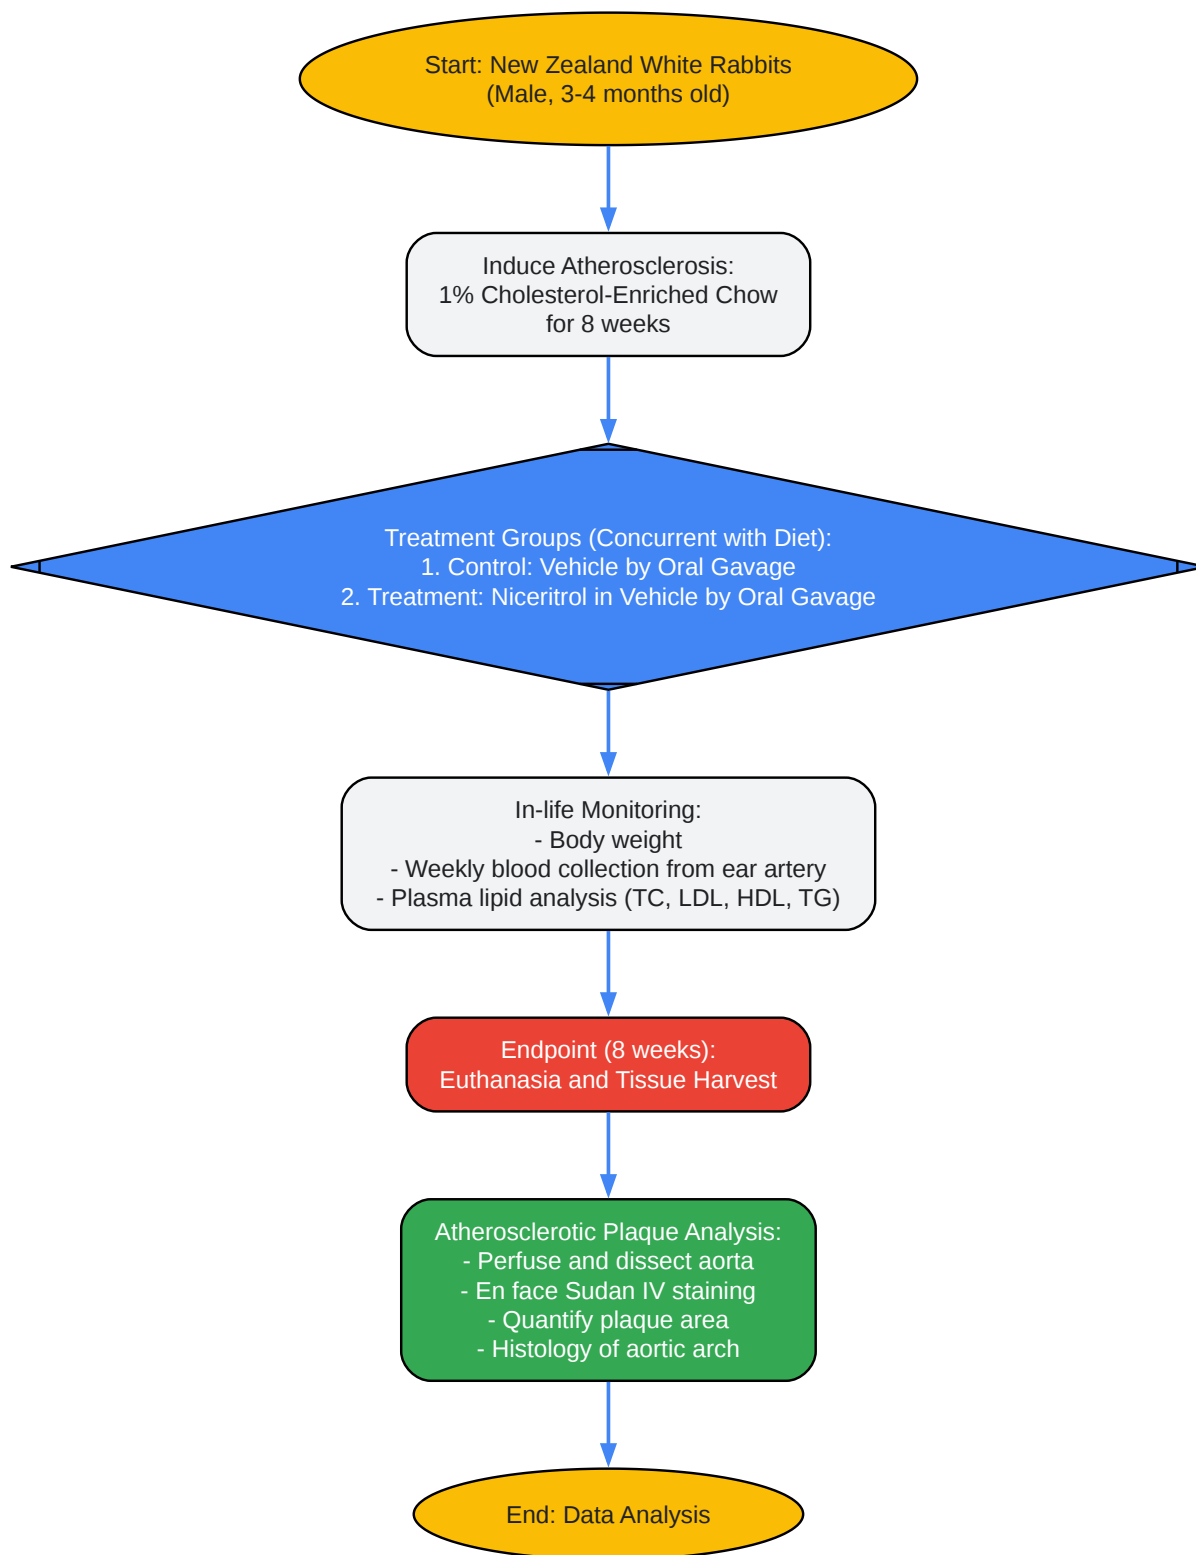 Start: New Zealand White Rabbits
(Male, 3-4 months old)
Induce Atherosclerosis:
1% Cholesterol-Enriched Chow
for 8 weeks
Treatment Groups (Concurrent with Diet):
1. Control: Vehicle by Oral Gavage
2. Treatment: Niceritrol in Vehicle by Oral Gavage
In-life Monitoring:
- Body weight
- Weekly blood collection from ear artery
- Plasma lipid analysis (TC, LDL, HDL, TG)
Endpoint (8 weeks):
Euthanasia and Tissue Harvest
Atherosclerotic Plaque Analysis:
- Perfuse and dissect aorta
- En face Sudan IV staining
- Quantify plaque area
- Histology of aortic arch
End: Data Analysis